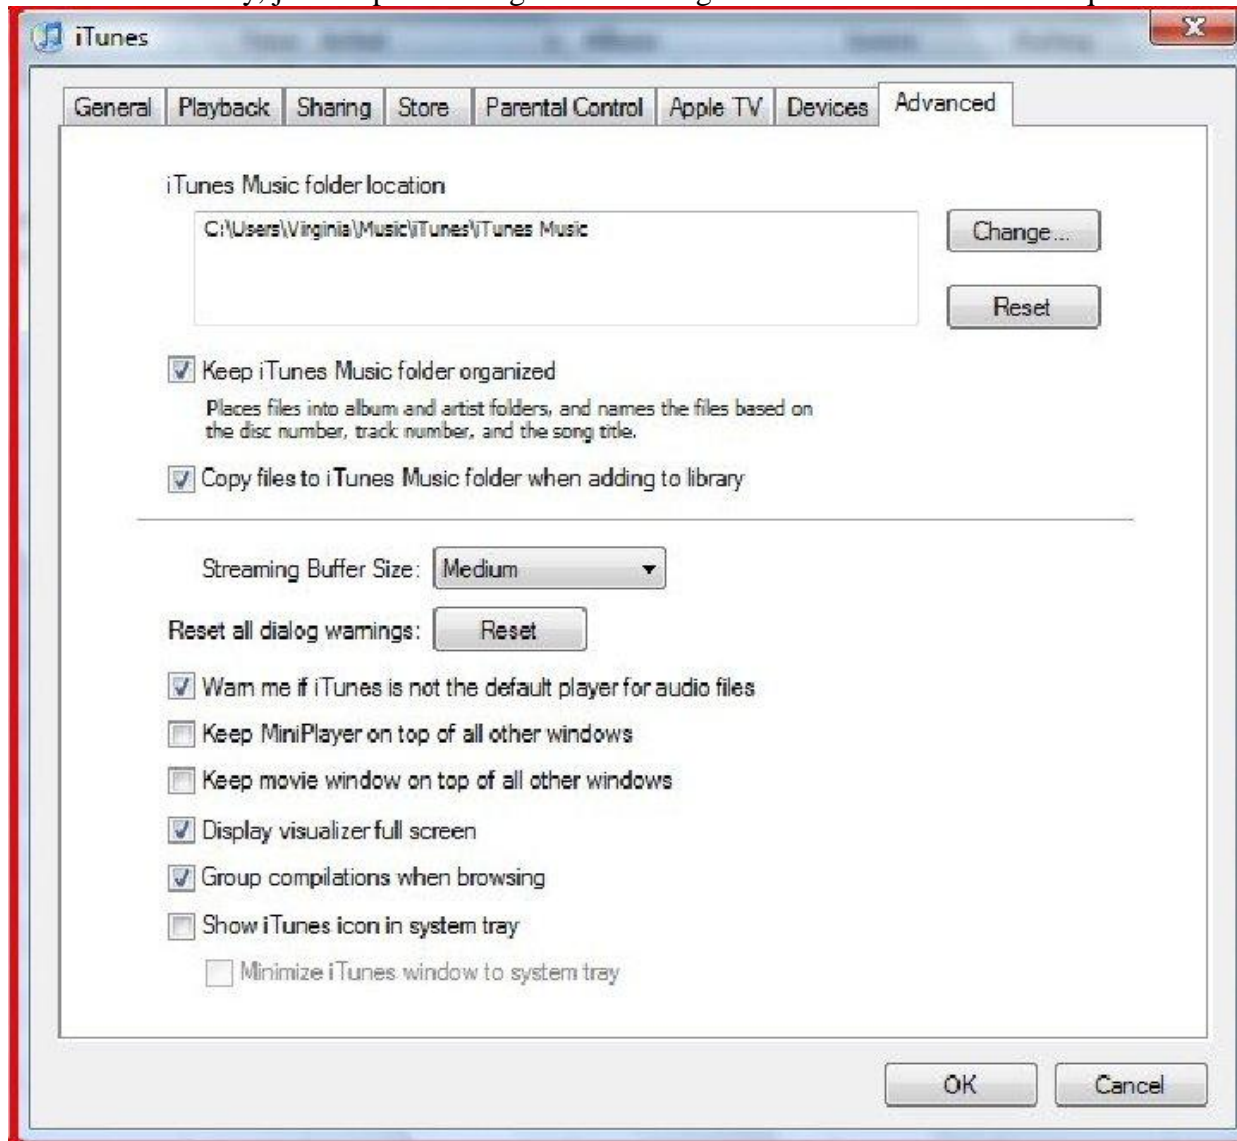 iTunes
General Playback Sharing Store Parental Control Apple TV Devices Advanced
iTunes Music folder location
C:\Users\Virginia\Music\iTunes\iTunes Music
Change...
Reset
Keep iTunes Music folder organized
Places files into album and artist folders, and names the files based on
the disc number, track number, and the song title.
Copy files to iTunes Music folder when adding to library
Streaming Buffer Size: Medium
Reset all dialog warnings: Reset
Warn me if iTunes is not the default player for audio files
Keep MiniPlayer on top of all other windows
Keep movie window on top of all other windows
Display visualizer full screen
Group compilations when browsing
Show iTunes icon in system tray
Minimize iTunes window to system tray
OK Cancel